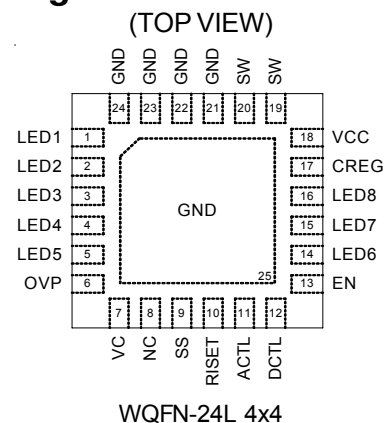 (TOP VIEW)
GND GND GND GND SW SW
24 23 22 21 20 19
LED1 1 18 VCC
LED2 2 17 CREG
LED3 3 16 LED8
LED4 4 GND 15 LED7
LED5 5 14 LED6
OVP 6 25 13 EN
7 8 9 10 11 12
VC NC SS RISET ACTL DCTL
WQFN-24L 4x4